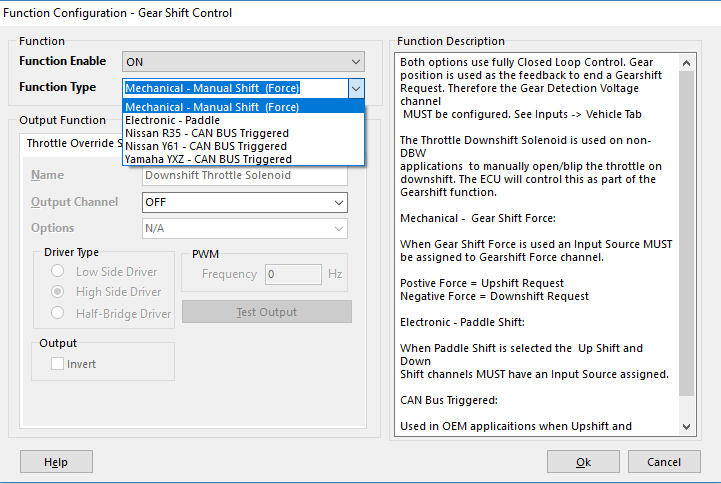 Function Configuration - Gear Shift Control
Function
Function Enable
ON
Function Type
Mechanical - Manual Shift (Force)
Mechanical - Manual Shift (Force)
Electronic - Paddle
Nissan R35 - CAN BUS Triggered
Nissan Y61 - CAN BUS Triggered
Yamaha YXZ - CAN BUS Triggered
Output Function
Throttle Override S
Name
Downshift Throttle Solenoid
Output Channel
OFF
Options
N/A
Driver Type
Low Side Driver
High Side Driver
Half-Bridge Driver
PWM
Frequency
0
Hz
Test Output
Output
Invert
Function Description
Both options use fully Closed Loop Control. Gear
position is used as the feedback to end a Gearshift
Request. Therefore the Gear Detection Voltage
channel
MUST be configured. See Inputs -> Vehicle Tab
The Throttle Downshift Solenoid is used on non-
DBW
applications to manually open/blip the throttle on
downshift. The ECU will control this as part of the
Gearshift function.
Mechanical - Gear Shift Force:
When Gear Shift Force is used an Input Source MUST
be assigned to Gearshift Force channel.
Postive Force = Upshift Request
Negative Force = Downshift Request
Electronic - Paddle Shift:
When Paddle Shift is selected the Up Shift and
Down
Shift channels MUST have an Input Source assigned.
CAN Bus Triggered:
Used in OEM applicaitions when Upshift and
Help
Ok
Cancel